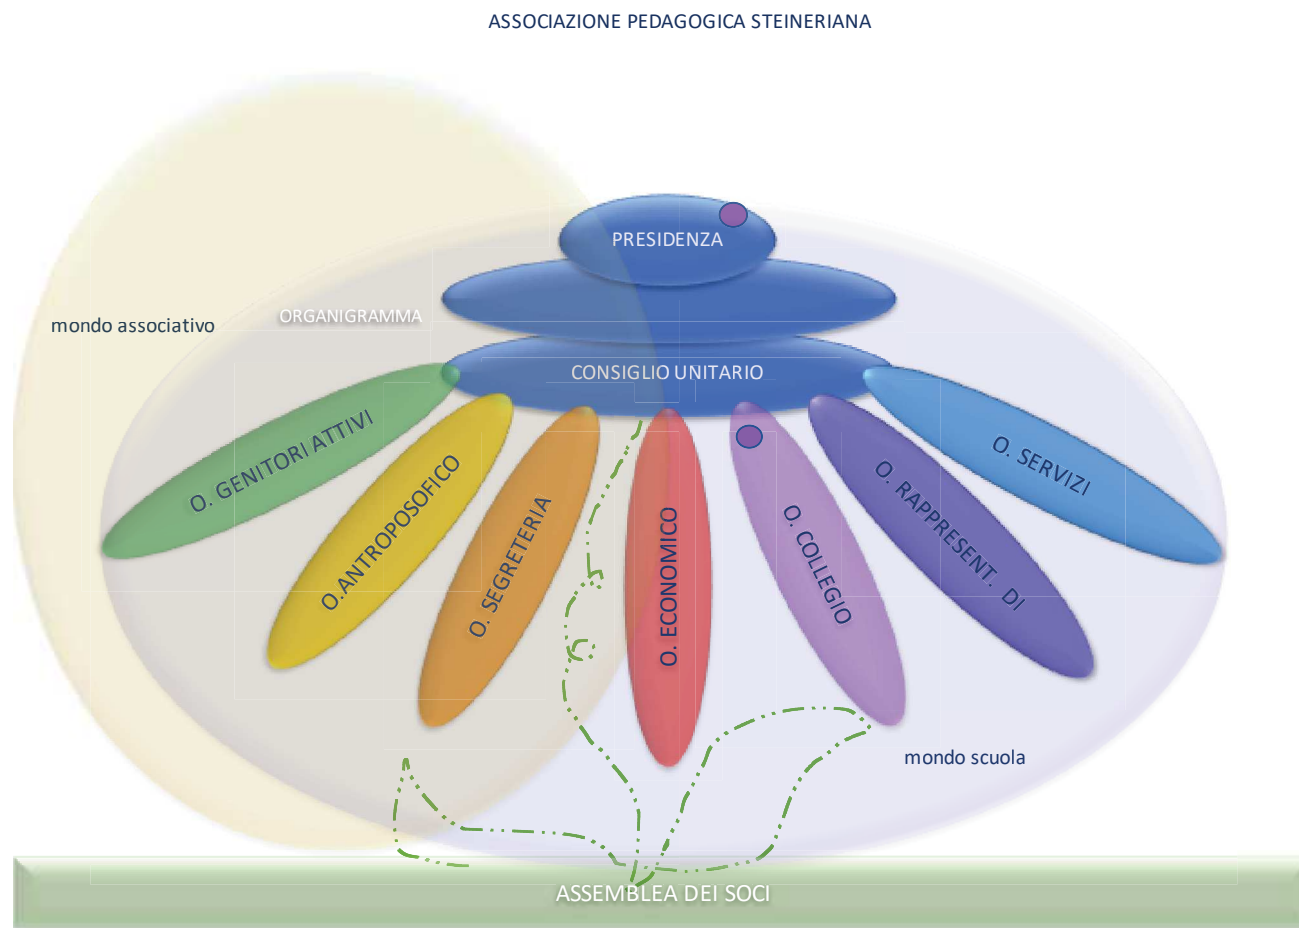 ASSOCIAZIONE PEDAGOGICA STEINERIANA
PRESIDENZA
ORGANIGRAMMA
mondo associativo
CONSIGLIO UNITARIO
O. GENITORI ATTIVI
O.ANTROPOSOFICO
O. SEGRETERIA
O. ECONOMICO
O. COLLEGIO
O. RAPPRESENT. DI
O. SERVIZI
mondo scuola
ASSEMBLEA DEI SOCI